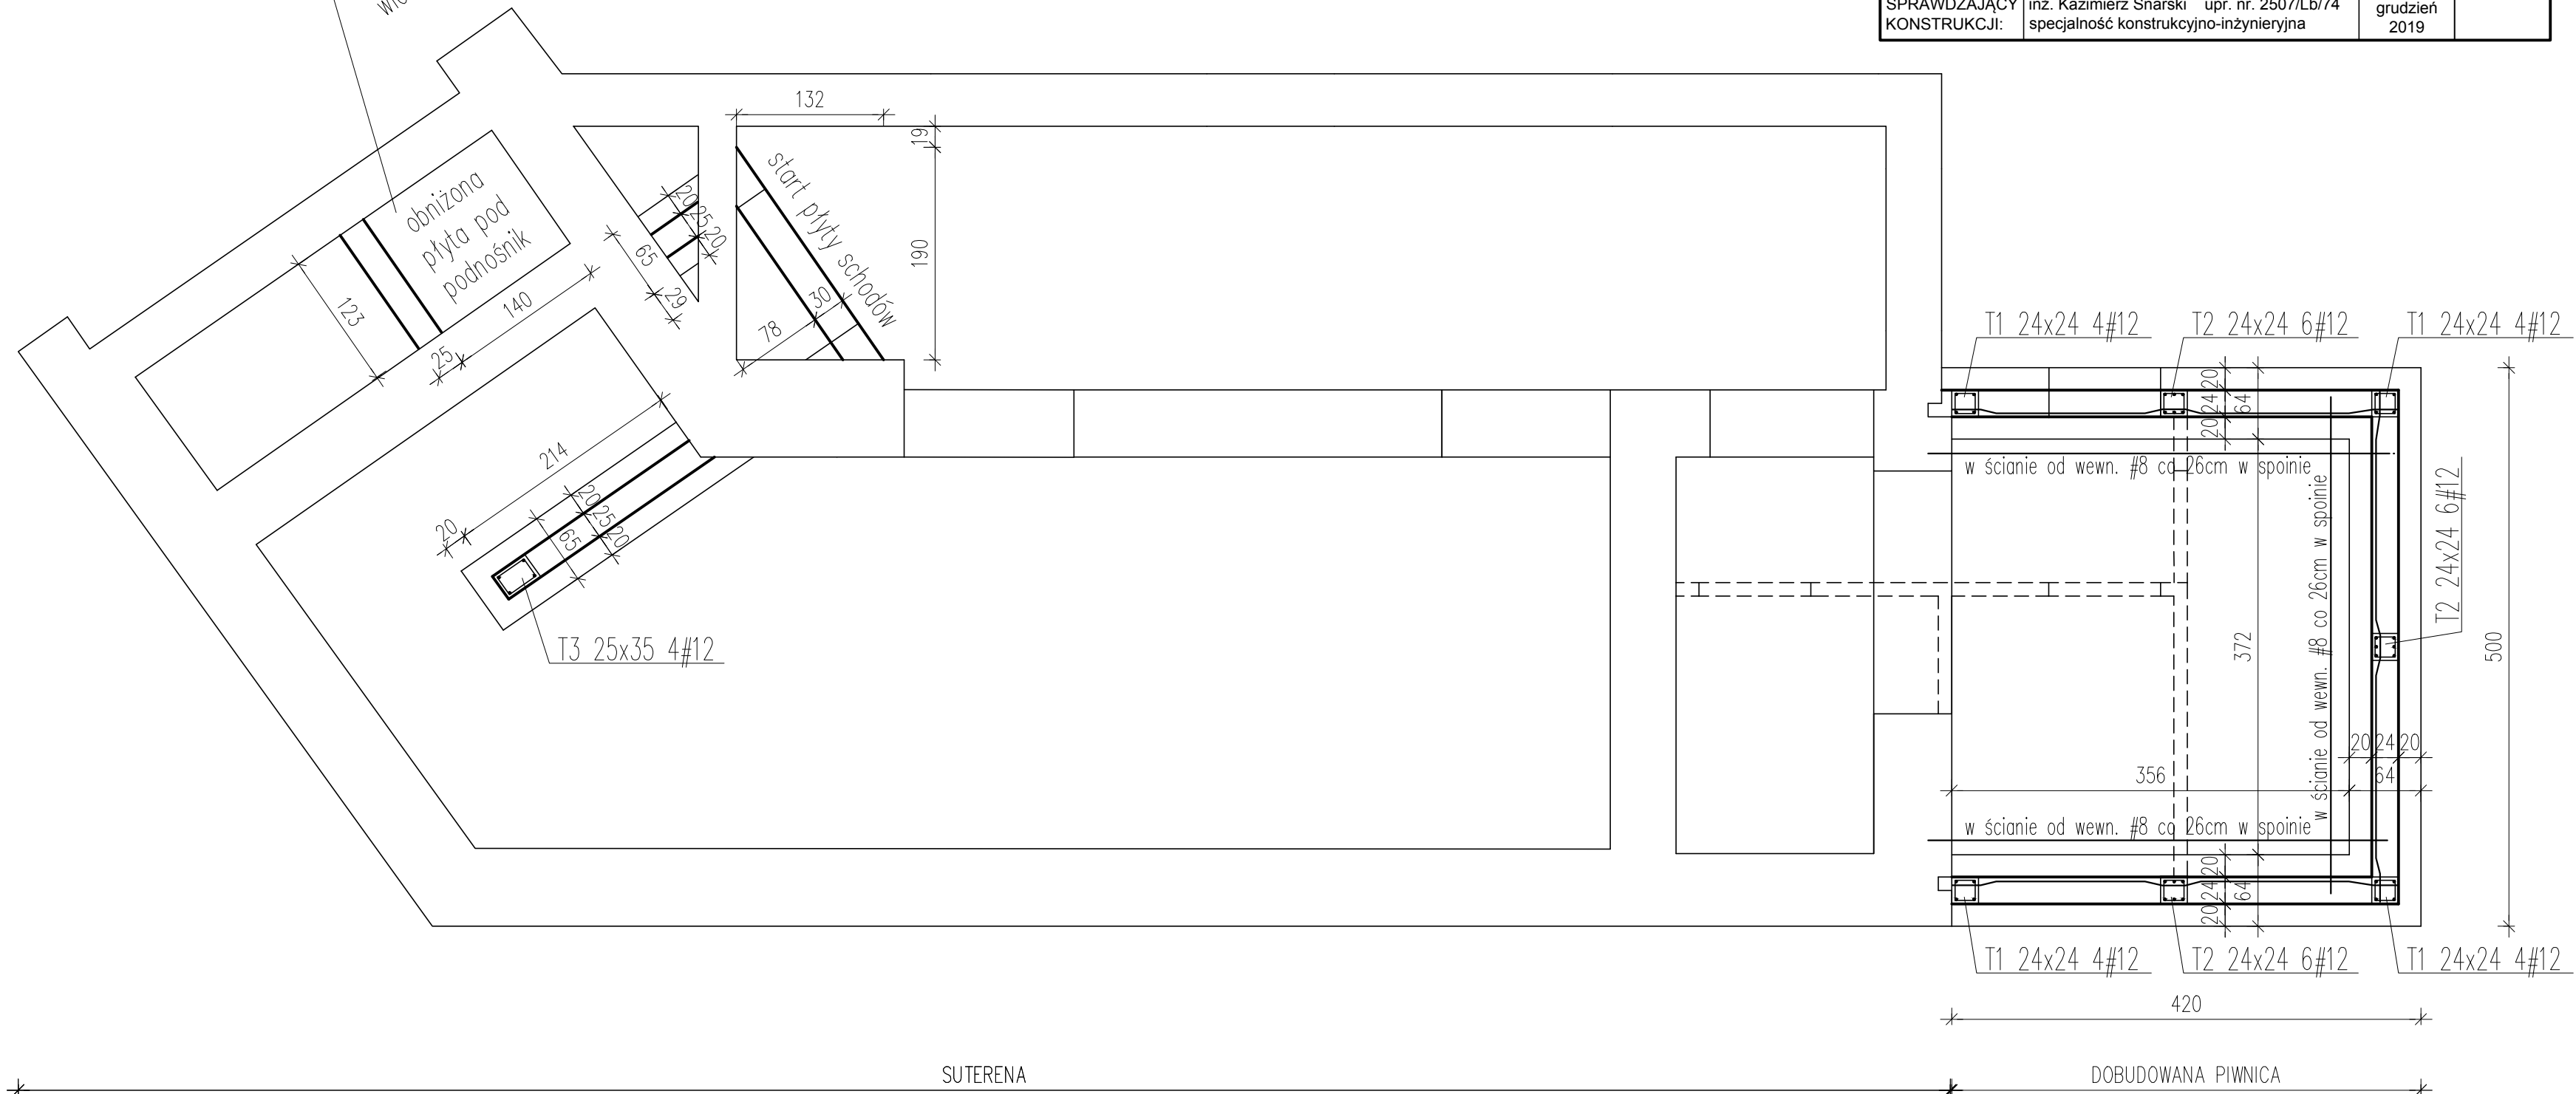 SPRAWDZAJĄCY KONSTRUKCJI:
inż. Kazimierz Snarski upr. nr. 2507/Lb/74
specjalność konstrukcyjno-inżynieryjna
grudzień
2019
132
19
190
start płyty schodów
30
78
20 25 20
65
29
obniżona
płyta pod
podnośnik
123
140
25
214
20
20 25 20
65
T3 25x35 4#12
T1 24x24 4#12
T2 24x24 6#12
T1 24x24 4#12
20 24 20
64
w ścianie od wewn. #8 co 26cm w spoinie
w ścianie od wewn. #8 co 26cm w spoinie
T2 24x24 6#12
372
500
20 24 20
356
64
w ścianie od wewn. #8 co 26cm w spoinie
20 24 20
64
T1 24x24 4#12
T2 24x24 6#12
T1 24x24 4#12
420
SUTERENA
DOBUDOWANA PIWNICA